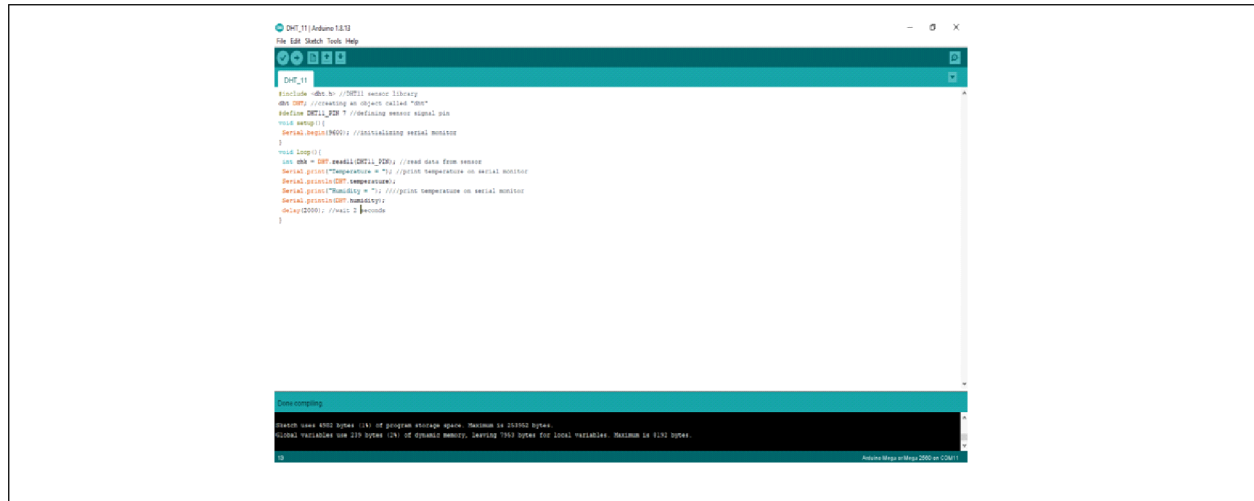 DHT_11 | Arduino 1.8.13
File Edit Sketch Tools Help
DHT_11
#include <dht.h> //DHT11 sensor library
dht DHT; //creating an object called "dht"
#define DHT11_PIN 7 //defining sensor signal pin
void setup(){
Serial.begin(9600); //initializing serial monitor
}
void loop(){
int chk = DHT.read11(DHT11_PIN); //read data from sensor
Serial.print("Temperature = "); //print temperature on serial monitor
Serial.println(DHT.temperature);
Serial.print("Humidity = "); ///print temperature on serial monitor
Serial.println(DHT.humidity);
delay(2000); //wait 2 seconds
}
Done compiling
Sketch uses 4902 bytes (1%) of program storage space. Maximum is 253952 bytes.
Global variables use 239 bytes (2%) of dynamic memory, leaving 7953 bytes for local variables. Maximum is 8192 bytes.
Arduino Mega or Mega 2560 on COM11